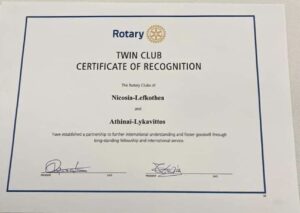 Rotary
TWIN CLUB
CERTIFICATE OF RECOGNITION
The Rotary Clubs of
Nicosia-Lefkothea
and
Athinai-Lykavittos
have established a partnership to further international understanding and foster goodwill through
long-standing fellowship and international service.